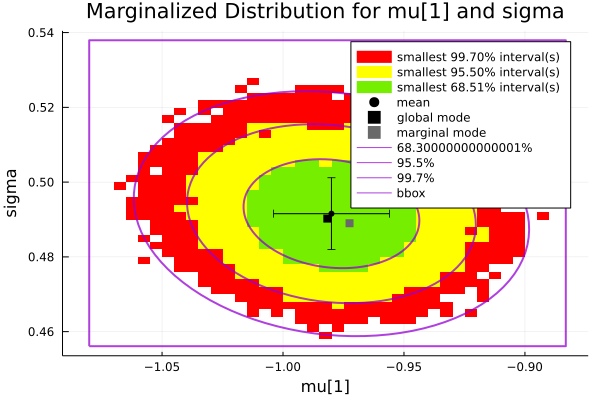 Marginalized Distribution for mu[1] and sigma
0.54
smallest 99.70% interval(s)
smallest 95.50% interval(s)
smallest 68.51% interval(s)
mean
global mode
marginal mode
68.30000000000001%
95.5%
99.7%
bbox
0.52
0.50
0.48
0.46
sigma
−1.05 −1.00 −0.95 −0.90
mu[1]